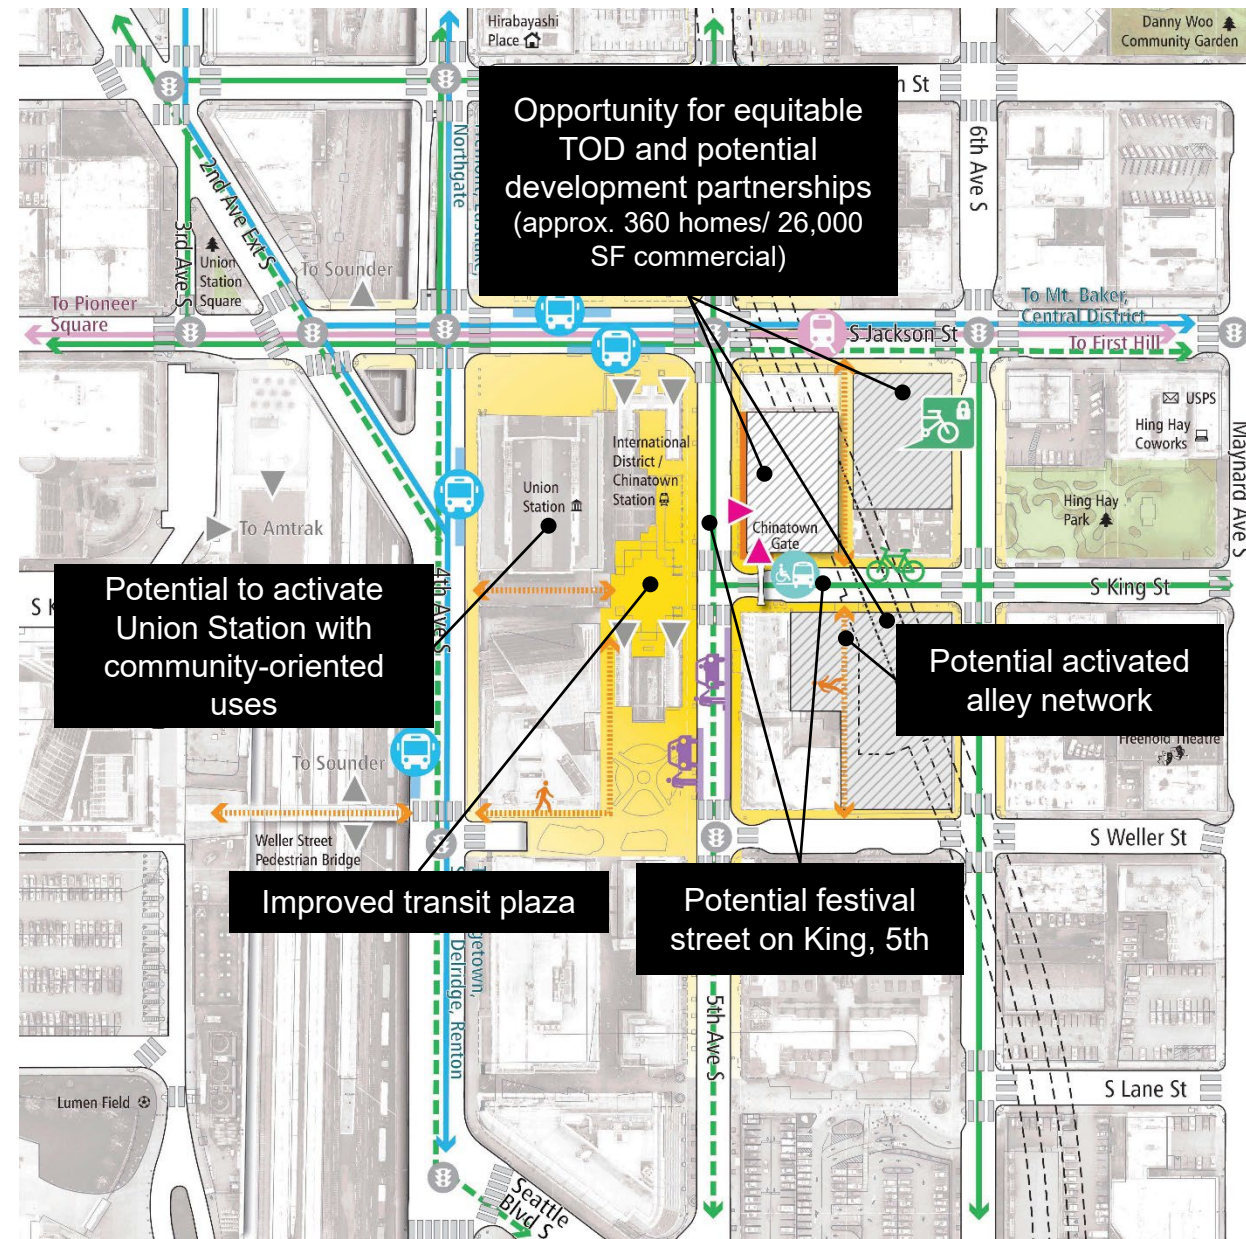 Hirabayashi
Place
Danny Woo
Community Garden
n St
Opportunity for equitable
TOD and potential
development partnerships
(approx. 360 homes/ 26,000
SF commercial)
Northgate
6th Ave S
2nd Ave Ext S
3rd Ave S
Union
Station
Square
To Sounder
To Pioneer
Square
To Mt. Baker,
Central District
S Jackson St
To First Hill
USPS
Hing Hay
Coworks
Maynard Ave S
International
District /
Chinatown
Station
Union
Station
Hing Hay
Park
To Amtrak
Chinatown
Gate
4th Ave S
S King St
S K
Potential to activate
Union Station with
community-oriented
uses
Potential activated
alley network
Freehold Theatre
To Sounder
Weller Street
Pedestrian Bridge
S Weller St
Improved transit plaza
Potential festival
street on King, 5th
getown,
Delridge, Renton
5th Ave S
S Lane St
Lumen Field
Seattle
Blvd S